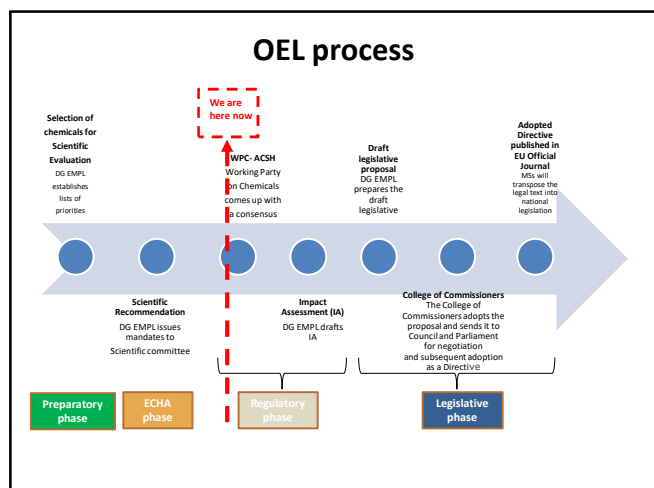 OEL process
We are
here now
Selection of
chemicals for
Scientific
Evaluation
DG EMPL
establishes
lists of
priorities
WPC- ACSH
Working Party
on Chemicals
comes up with
a consensus
Draft
legislative
proposal
DG EMPL
prepares the
draft
legislative
Adopted
Directive
published in
EU Official
Journal
MSs will
transpose the
legal text into
national
legislation
Scientific
Recommendation
DG EMPL issues
mandates to
Scientific committee
Impact
Assessment (IA)
DG EMPL drafts
IA
College of Commissioners
The College of
Commissioners adopts the
proposal and sends it to
Council and Parliament
for negotiation
and subsequent adoption
as a Directive
Preparatory
phase
ECHA
phase
Regulatory
phase
Legislative
phase